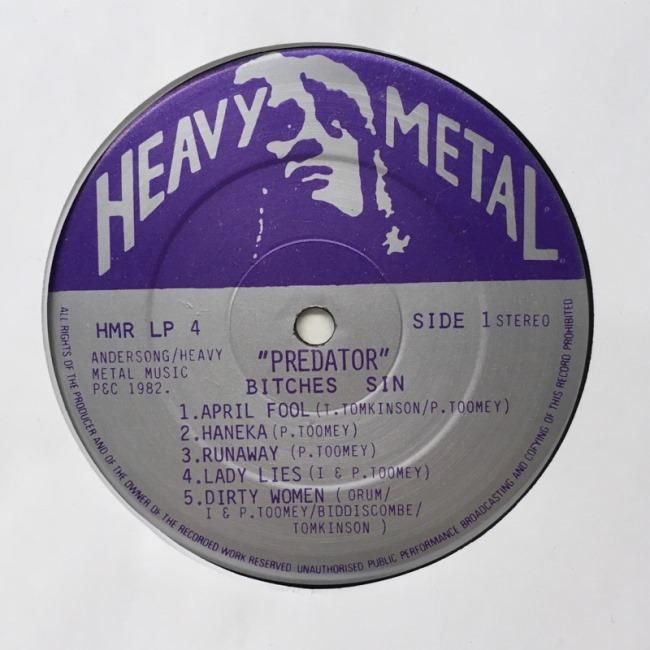 HEAVY METAL
HMR LP 4
SIDE 1 STEREO
ANDERSONG/HEAVY
METAL MUSIC
P&C 1982.
"PREDATOR"
BITCHES SIN
1.APRIL FOOL (I.TOMKINSON/P.TOOMEY)
2.HANEKA (P.TOOMEY)
3.RUNAWAY (P.TOOMEY)
4.LADY LIES (I & P.TOOMEY)
5.DIRTY WOMEN ( ORUM/
I & P.TOOMEY/BIDDISCOMBE/
TOMKINSON )
ALL RIGHTS OF THE PRODUCER AND OF THE OWNER OF THE RECORDED WORK RESERVED UNAUTHORISED PUBLIC PERFORMANCE BROADCASTING AND COPYING OF THIS RECORD PROHIBITED